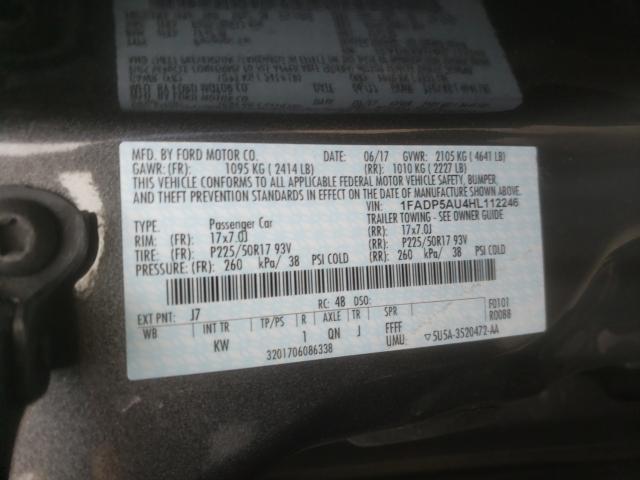 MFD. BY FORD MOTOR CO. DATE: 06/17 GVWR: 2105 KG ( 4641 LB)
GAWR: (FR): 1095 KG ( 2414 LB) (RR): 1010 KG ( 2227 LB)
THIS VEHICLE CONFORMS TO ALL APPLICABLE FEDERAL MOTOR VEHICLE SAFETY, BUMPER,
AND THEFT PREVENTION STANDARDS IN EFFECT ON THE DATE OF MANUFACTURE SHOWN ABOVE.
VIN: 1FADP5AU4HL112246
TYPE: Passenger Car TRAILER TOWING - SEE OWNER GUIDE
RIM: (FR): 17x7.0J (RR): 17x7.0J
TIRE: (FR): P225/50R17 93V (RR): P225/50R17 93V
PRESSURE: (FR): 260 kPa/ 38 PSI COLD (RR): 260 kPa/ 38 PSI COLD
EXT PNT: J7 RC: 48 DSO: F0101
WB INT TR TP/PS R AXLE TR SPR R0088
KW 1 QN J FFFF
3201706086338 UMU ▽5U5A-3520472-AA